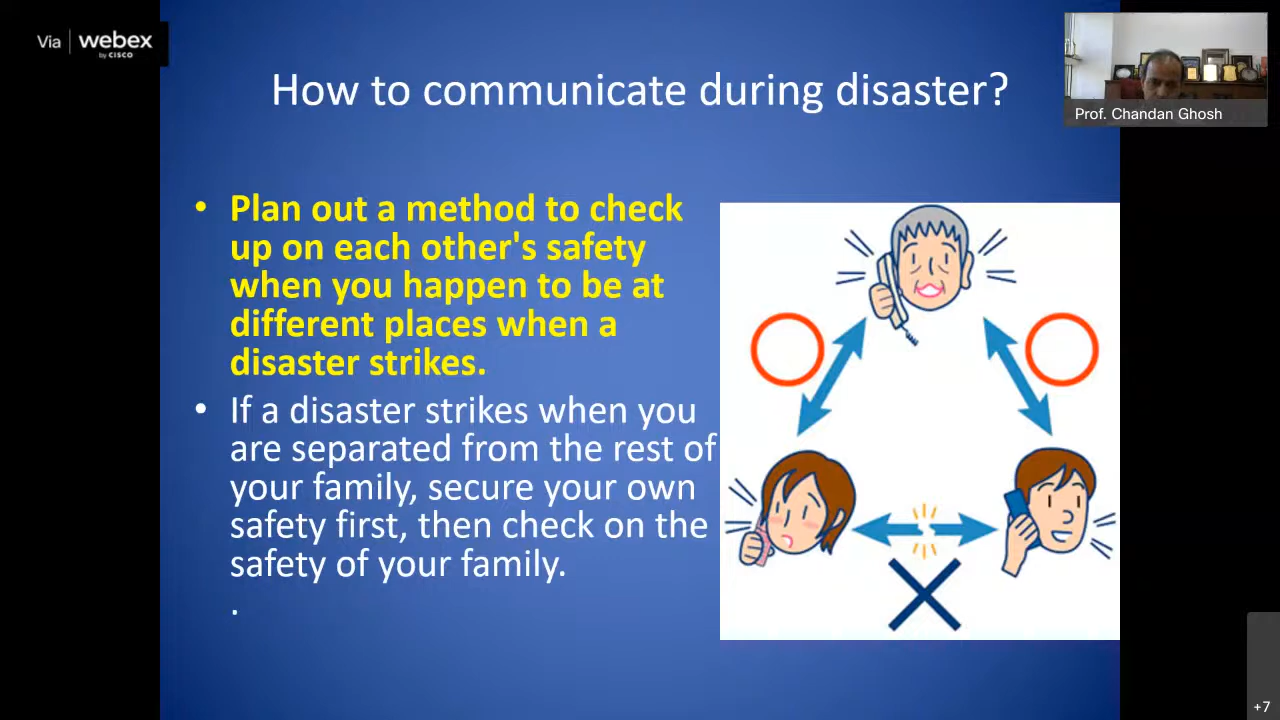 Via webex
by CISCO
How to communicate during disaster?
Prof. Chandan Ghosh
• Plan out a method to check
up on each other's safety
when you happen to be at
different places when a
disaster strikes.
• If a disaster strikes when you
are separated from the rest of
your family, secure your own
safety first, then check on the
safety of your family.
.
+7